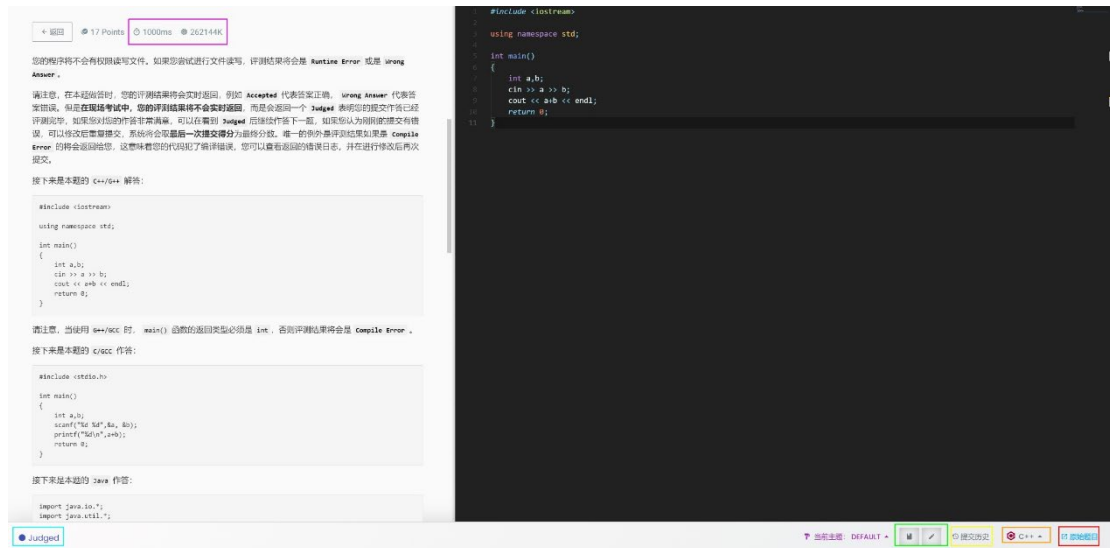 ← 返回
17 Points
1000ms
262144K
您的程序将不会有权限读写文件。如果您尝试进行文件读写，评测结果将会是 Runtime Error 或是 Wrong
Answer 。
请注意，在本题做答时，您的评测结果将会实时返回，例如 Accepted 代表答案正确， Wrong Answer 代表答
案错误。但是在现场考试中，您的评测结果将不会实时返回，而是会返回一个 Judged 表明您的提交作答已经
评测完毕，如果您对您的作答非常满意，可以在看到 Judged 后继续作答下一题，如果您认为刚刚的提交有错
误，可以修改后重复提交，系统将会取最后一次提交得分为最终分数。唯一的例外是评测结果如果是 Compile
Error 的将会返回给您，这意味着您的代码犯了编译错误，您可以查看返回的错误日志，并在进行修改后再次
提交。
接下来是本题的 C++/G++ 解答：
#include <iostream>
using namespace std;
int main()
{
int a,b;
cin >> a >> b;
cout << a+b << endl;
return 0;
}
请注意，当使用 G++/GCC 时， main() 函数的返回类型必须是 int ，否则评测结果将会是 Compile Error 。
接下来是本题的 C/GCC 作答：
#include <stdio.h>
int main()
{
int a,b;
scanf("%d %d",&a, &b);
printf("%d\n",a+b);
return 0;
}
接下来是本题的 Java 作答：
import java.io.*;
import java.util.*;
1 #include <iostream>
2
3 using namespace std;
4
5 int main()
6 {
7 int a,b;
8 cin >> a >> b;
9 cout << a+b << endl;
10 return 0;
11 }
Judged
当前主题: DEFAULT
提交历史
C++
原始题目